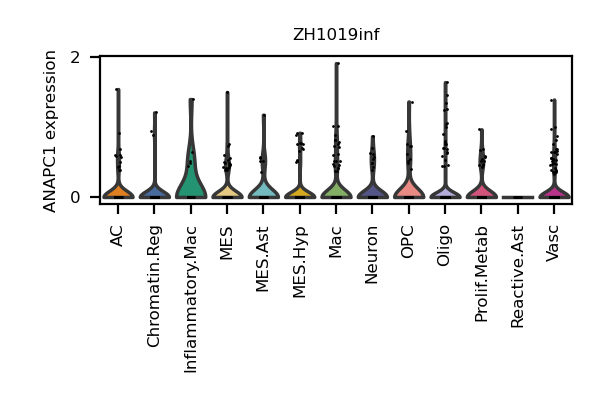 ZH1019inf
ANAPC1 expression
2
0
AC
Chromatin.Reg
Inflammatory.Mac
MES
MES.Ast
MES.Hyp
Mac
Neuron
OPC
Oligo
Prolif.Metab
Reactive.Ast
Vasc